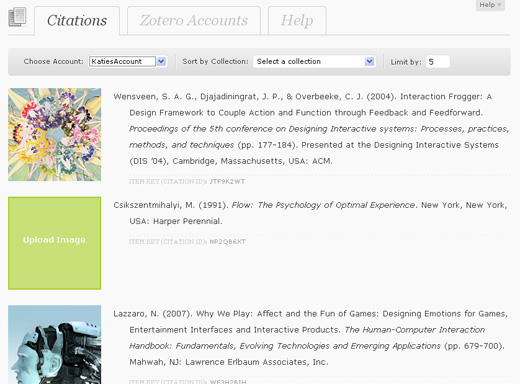 Help
Citations
Zotero Accounts
Help
Choose Account: KatiesAccount Sort by Collection: Select a collection Limit by: 5
Wensveen, S. A. G., Djajadiningrat, J. P., & Overbeeke, C. J. (2004). Interaction Frogger: A
Design Framework to Couple Action and Function through Feedback and Feedforward.
Proceedings of the 5th conference on Designing Interactive systems: Processes, practices,
methods, and techniques (pp. 177-184). Presented at the Designing Interactive Systems
(DIS '04), Cambridge, Massachusetts, USA: ACM.
ITEM KEY (CITATION ID): JTF9K2WT
Upload Image
Csikszentmihalyi, M. (1991). Flow: The Psychology of Optimal Experience. New York, New York,
USA: Harper Perennial.
ITEM KEY (CITATION ID): NP2QB6XT
Lazzaro, N. (2007). Why We Play: Affect and the Fun of Games: Designing Emotions for Games,
Entertainment Interfaces and Interactive Products. The Human-Computer Interaction
Handbook: Fundamentals, Evolving Technologies and Emerging Applications (pp. 679-700).
Mahwah, NJ: Lawrence Erlbaum Associates, Inc.
ITEM KEY (CITATION ID):